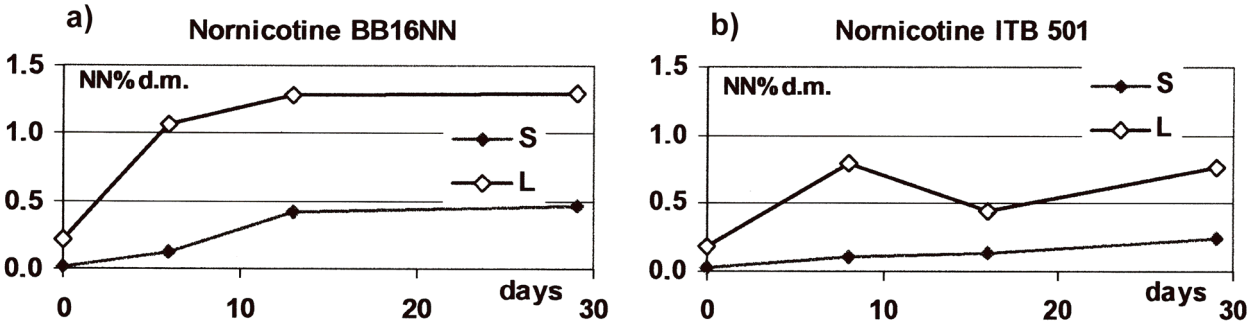 a)
Nornicotine BB16NN
1.5
NN% d.m.
1.0
S
L
0.5
0.0
0
10
20
days
30
b)
Nornicotine ITB 501
1.5
NN% d.m.
S
1.0
L
0.5
0.0
0
10
20
days
30